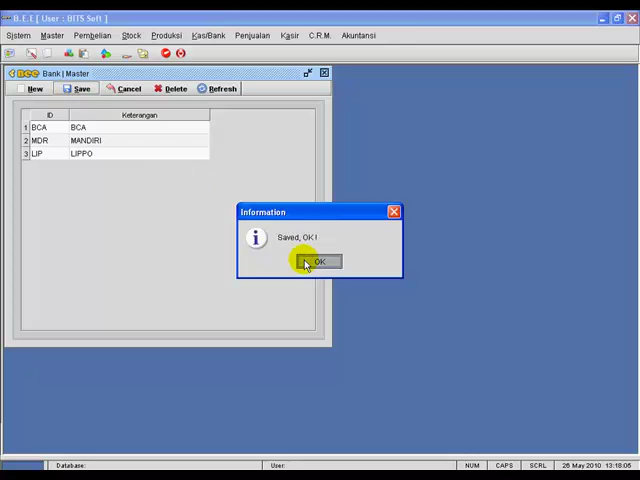 B.E.E [ User : BITS Soft ]
Sistem Master Pembelian Stock Produksi Kas/Bank Penjualan Kasir C.R.M. Akuntansi
Bee Bank | Master
New Save Cancel Delete Refresh
ID Keterangan
1 BCA BCA
2 MDR MANDIRI
3 LIP LIPPO
Information
Saved, OK !
OK
Database: User: NUM CAPS SCRL 26 May 2010 13:18:05